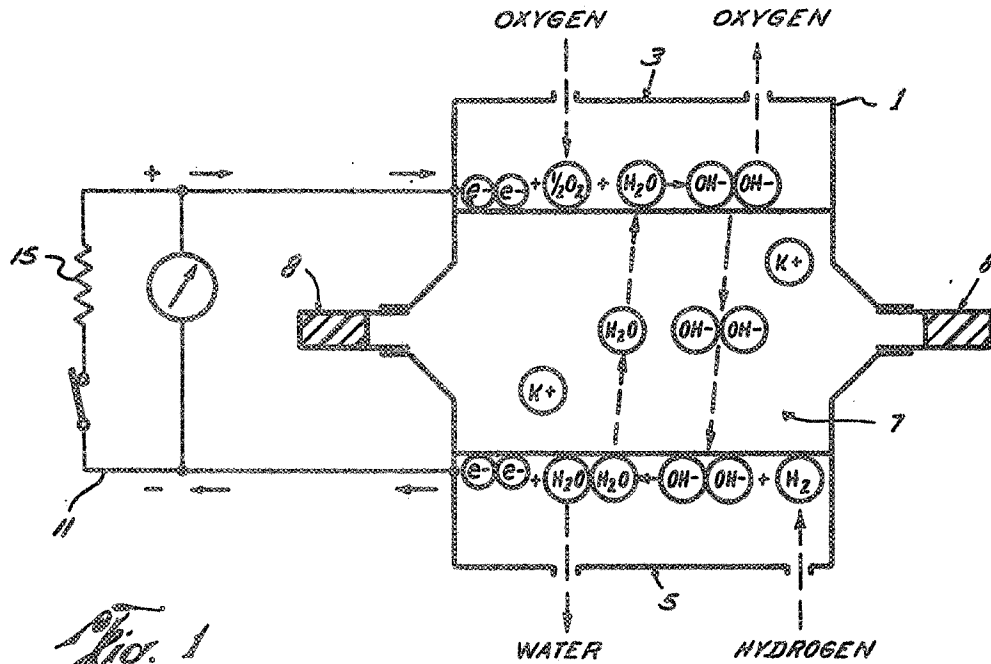 OXYGEN OXYGEN
3
1
+
e- e- + ½O₂ + H₂O OH- OH-
15
8
K+
8
H₂O OH- OH-
K+
7
e- e- + H₂O H₂O OH- OH- + H₂
-
11
5
Fig. 1
WATER HYDROGEN